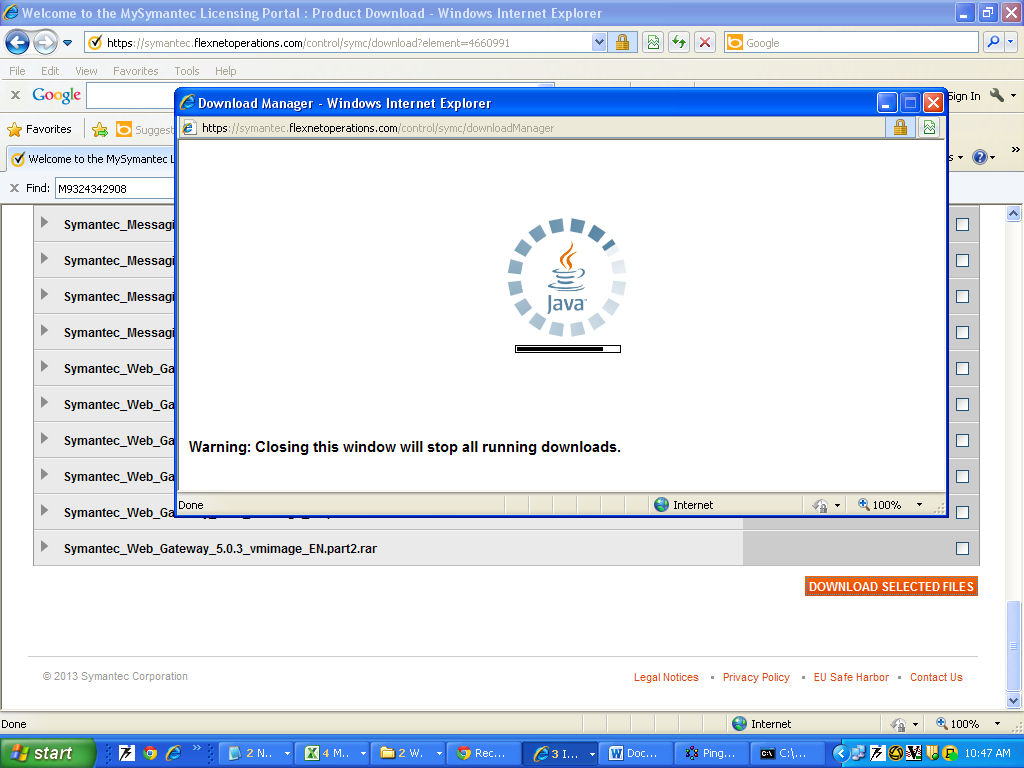 Welcome to the MySymantec Licensing Portal : Product Download - Windows Internet Explorer
https://symantec.flexnetoperations.com/control/symc/download?element=4660991
Google
File Edit View Favorites Tools Help
x Google
Sign In
Favorites
Suggest
Welcome to the MySymantec L
x Find: M9324342908
Download Manager - Windows Internet Explorer
https://symantec.flexnetoperations.com/control/symc/downloadManager
Java
Warning: Closing this window will stop all running downloads.
Done
Internet
100%
Symantec_Messagi
Symantec_Messagi
Symantec_Messagi
Symantec_Messagi
Symantec_Web_Ga
Symantec_Web_Ga
Symantec_Web_Ga
Symantec_Web_Ga
Symantec_Web_Ga
Symantec_Web_Gateway_5.0.3_vmimage_EN.part2.rar
DOWNLOAD SELECTED FILES
© 2013 Symantec Corporation
Legal Notices • Privacy Policy • EU Safe Harbor • Contact Us
Done
Internet
100%
start
2 N...
4 M...
2 W...
Rec...
3 I...
Doc...
Ping...
C:\...
10:47 AM